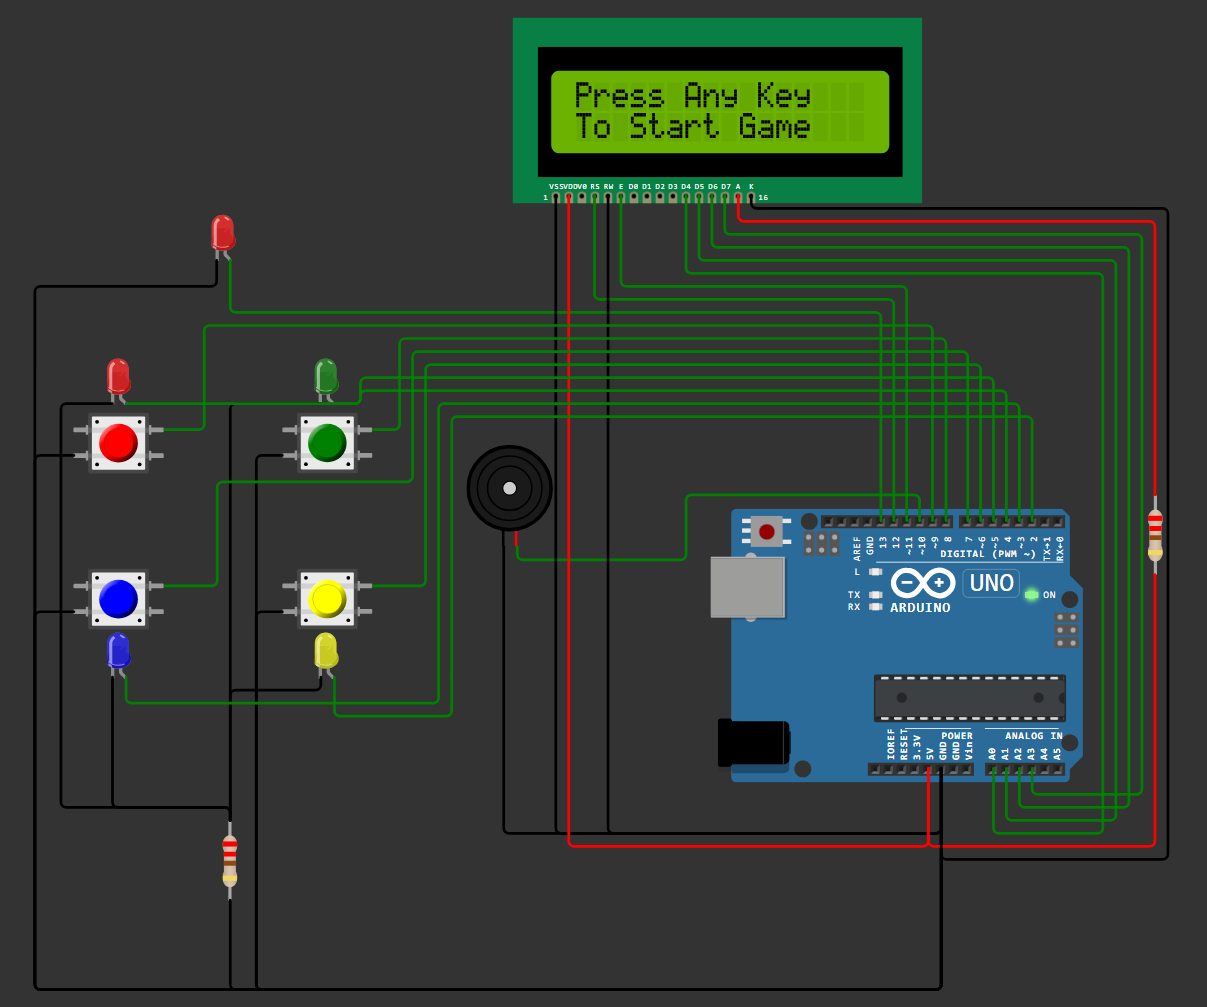 Press Any Key
To Start Game
VSS VDD V0 RS RW E D0 D1 D2 D3 D4 D5 D6 D7 A K
1 16
AREF GND 13 12 ~11 ~10 ~9 8 7 ~6 ~5 4 ~3 2 TX→1 RX←0
DIGITAL (PWM ~)
L
TX
RX
UNO
ON
ARDUINO
POWER
ANALOG IN
IOREF RESET 3.3V 5V GND GND Vin A0 A1 A2 A3 A4 A5